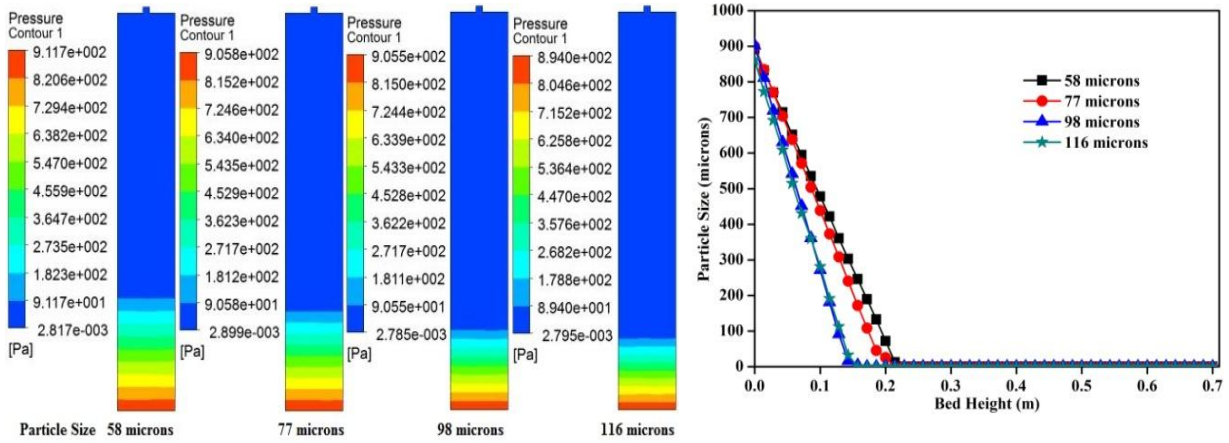 Pressure
Contour 1
9.117e+002
8.206e+002
7.294e+002
6.382e+002
5.470e+002
4.559e+002
3.647e+002
2.735e+002
1.823e+002
9.117e+001
2.817e-003
[Pa]
Pressure
Contour 1
9.058e+002
8.152e+002
7.246e+002
6.340e+002
5.435e+002
4.529e+002
3.623e+002
2.717e+002
1.812e+002
9.058e+001
2.899e-003
[Pa]
Pressure
Contour 1
9.055e+002
8.150e+002
7.244e+002
6.339e+002
5.433e+002
4.528e+002
3.622e+002
2.717e+002
1.811e+002
9.055e+001
2.785e-003
[Pa]
Pressure
Contour 1
8.940e+002
8.046e+002
7.152e+002
6.258e+002
5.364e+002
4.470e+002
3.576e+002
2.682e+002
1.788e+002
8.940e+001
2.795e-003
[Pa]
Particle Size 58 microns 77 microns 98 microns 116 microns
Particle Size (microns)
1000
900
800
700
600
500
400
300
200
100
0
58 microns
77 microns
98 microns
116 microns
0.0 0.1 0.2 0.3 0.4 0.5 0.6 0.7
Bed Height (m)